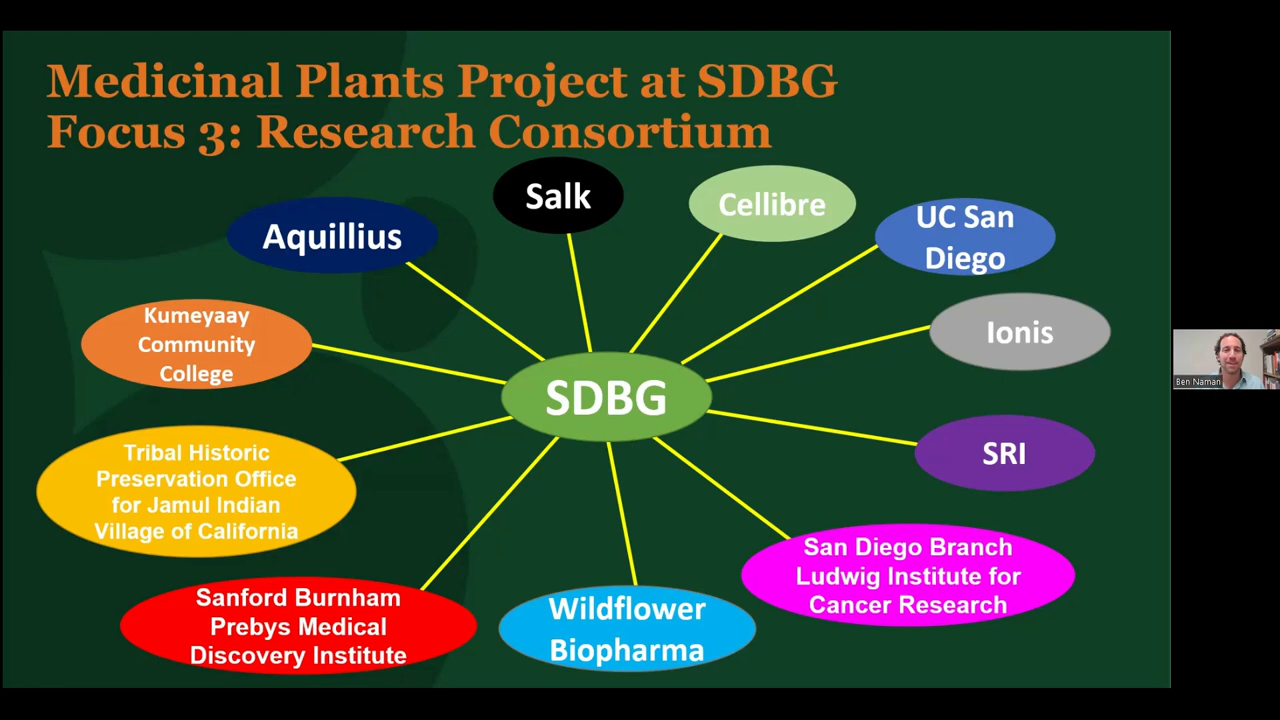 Medicinal Plants Project at SDBG
Focus 3: Research Consortium
Salk
Cellibre
Aquillius
UC San
Diego
Kumeyaay
Community
College
Ionis
SDBG
Tribal Historic
Preservation Office
for Jamul Indian
Village of California
SRI
San Diego Branch
Ludwig Institute for
Cancer Research
Sanford Burnham
Prebys Medical
Discovery Institute
Wildflower
Biopharma
Ben Naman